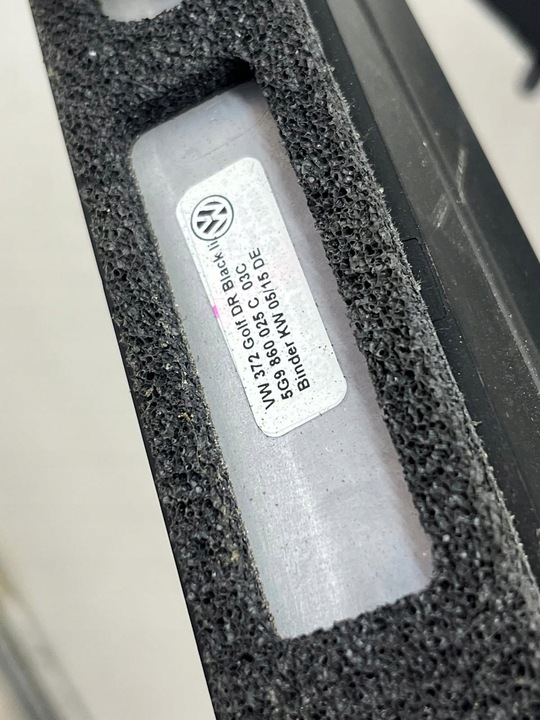 VW 372 Golf DR Black II
5G9 860 025 C 03C
Binder KW 05/15 DE